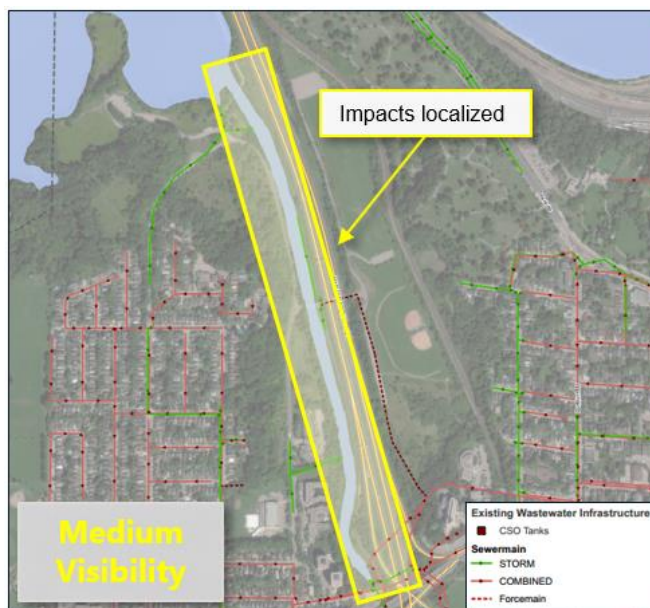 Impacts localized
Medium
Visibility
Existing Wastewater Infrastructure
CSO Tanks
Sewermain
STORM
COMBINED
Forcemain